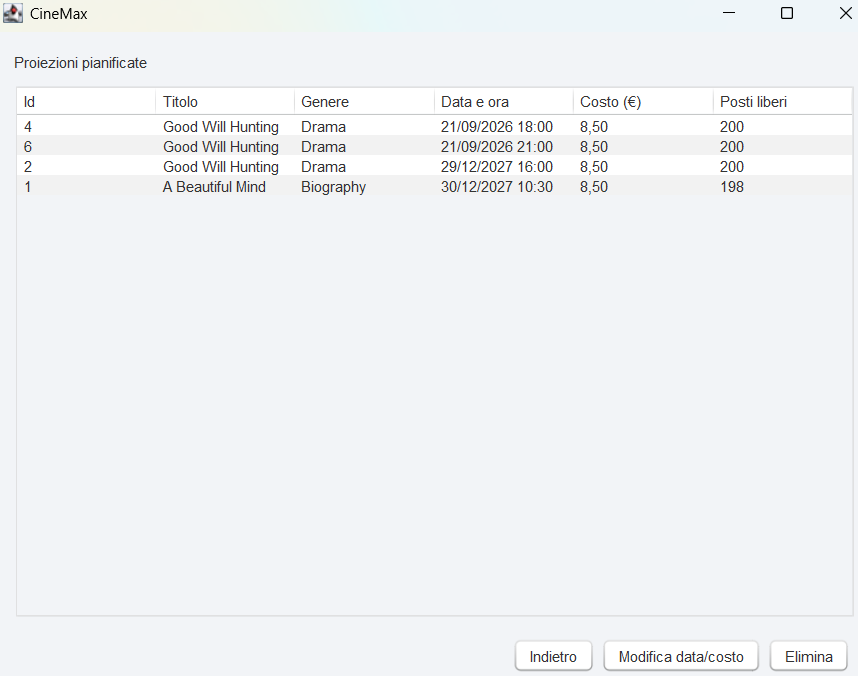 CineMax
Proiezioni pianificate
Id Titolo Genere Data e ora Costo (€) Posti liberi
4 Good Will Hunting Drama 21/09/2026 18:00 8,50 200
6 Good Will Hunting Drama 21/09/2026 21:00 8,50 200
2 Good Will Hunting Drama 29/12/2027 16:00 8,50 200
1 A Beautiful Mind Biography 30/12/2027 10:30 8,50 198
Indietro Modifica data/costo Elimina